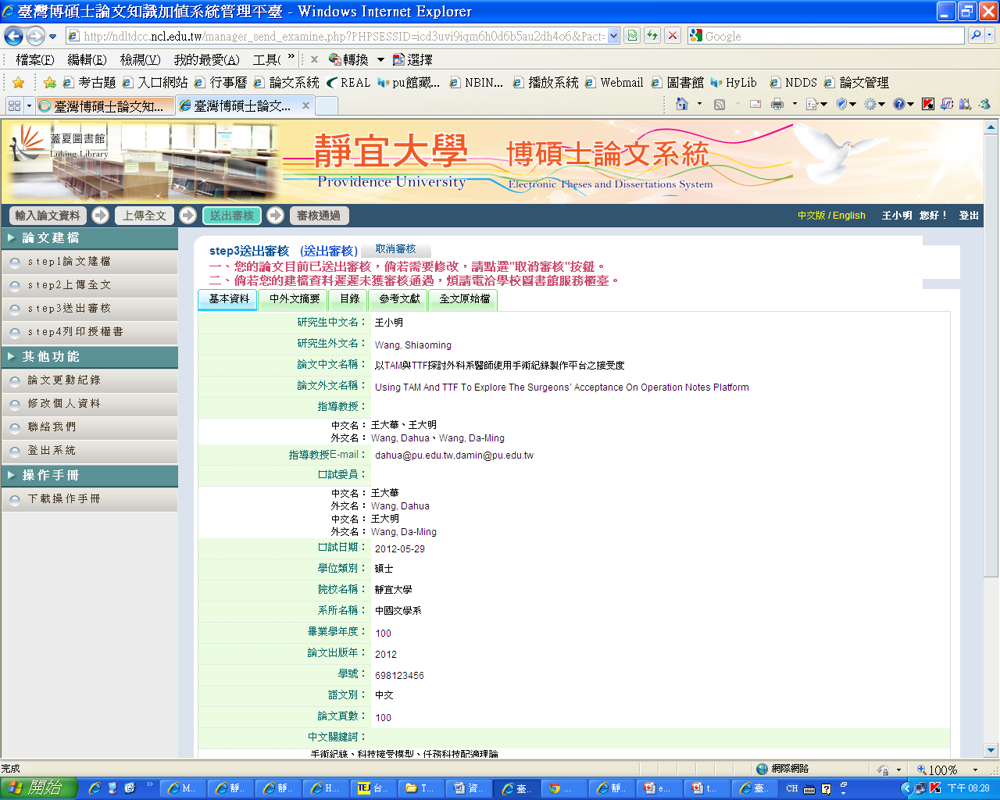 臺灣博碩士論文知識加值系統管理平臺 - Windows Internet Explorer
http://ndltdcc.ncl.edu.tw/manager_send_examine.php?PHPSESSID=icd3uvi9iqm6h0d6b5au2dh4o6&Pact=
Google
檔案(F) 編輯(E) 檢視(V) 我的最愛(A) 工具( » × 轉換 選擇
考古題 入口網站 行事曆 論文系統 REAL pu館藏... NBIN... 播放系統 Webmail 圖書館 HyLib NDDS 論文管理
臺灣博碩士論文知... 臺灣博碩士論文...
蓋夏圖書館
Luking Library
靜宜大學 博碩士論文系統
Providence University Electronic Theses and Dissertations System
輸入論文資料 上傳全文 送出審核 審核通過 中文版 / English 王小明 您好！ 登出
論文建檔
step1論文建檔
step2上傳全文
step3送出審核
step4列印授權書
其他功能
論文更動紀錄
修改個人資料
聯絡我們
登出系統
操作手冊
下載操作手冊
step3送出審核 (送出審核) 取消審核
一、您的論文目前已送出審核，倘若需要修改，請點選"取消審核"按鈕。
二、倘若您的建檔資料遲遲未獲審核通過，煩請電洽學校圖書館服務櫃臺。
基本資料 中外文摘要 目錄 參考文獻 全文原始檔
研究生中文名： 王小明
研究生外文名： Wang, Shiaoming
論文中文名稱： 以TAM與TTF探討外科系醫師使用手術紀錄製作平台之接受度
論文外文名稱： Using TAM And TTF To Explore The Surgeons' Acceptance On Operation Notes Platform
指導教授：
中文名： 王大華、王大明
外文名： Wang, Dahua、Wang, Da-Ming
指導教授E-mail： dahua@pu.edu.tw,damin@pu.edu.tw
口試委員：
中文名： 王大華
外文名： Wang, Dahua
中文名： 王大明
外文名： Wang, Da-Ming
口試日期： 2012-05-29
學位類別： 碩士
院校名稱： 靜宜大學
系所名稱： 中國文學系
畢業學年度： 100
論文出版年： 2012
學號： 698123456
語文別： 中文
論文頁數： 100
中文關鍵詞：
手術紀錄、科技接受模型、任務科技配適理論
完成 網際網路 100%
開始 » M.. 靜.. 靜.. H... TEJ 台.. T... 資.. 臺.. ... 靜.. e... t... 臺.. CH 下午 08:28